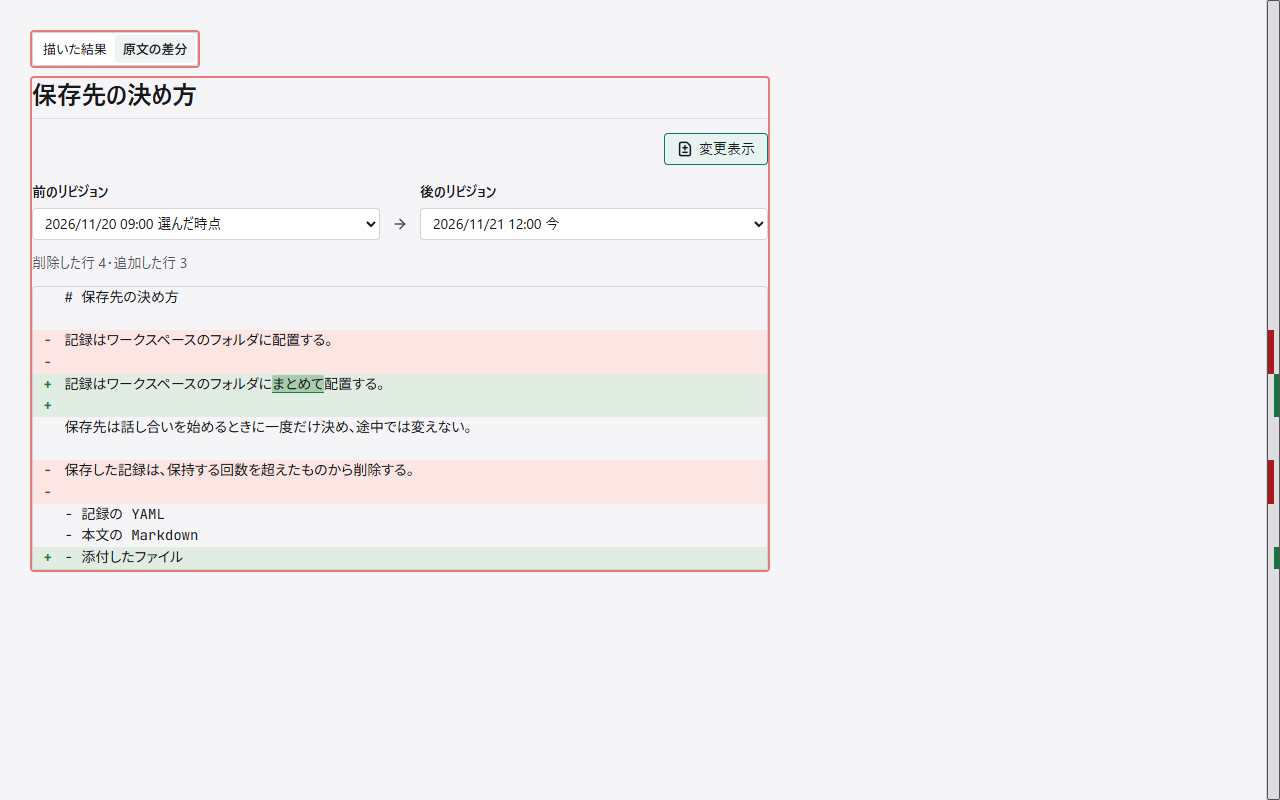 描いた結果 原文の差分
保存先の決め方
変更表示
前のリビジョン 後のリビジョン
2026/11/20 09:00 選んだ時点 → 2026/11/21 12:00 今
削除した行 4・追加した行 3
# 保存先の決め方
- 記録はワークスペースのフォルダに配置する。
-
+ 記録はワークスペースのフォルダにまとめて配置する。
+
保存先は話し合いを始めるときに一度だけ決め、途中では変えない。
- 保存した記録は、保持する回数を超えたものから削除する。
-
- 記録の YAML
- 本文の Markdown
+ - 添付したファイル